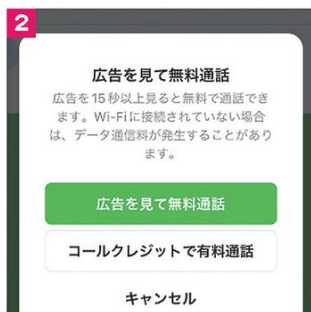 2
広告を見て無料通話
広告を15秒以上見ると無料で通話でき
ます。Wi-Fiに接続されていない場合
は、データ通信料が発生することがあり
ます。
広告を見て無料通話
コールクレジットで有料通話
キャンセル